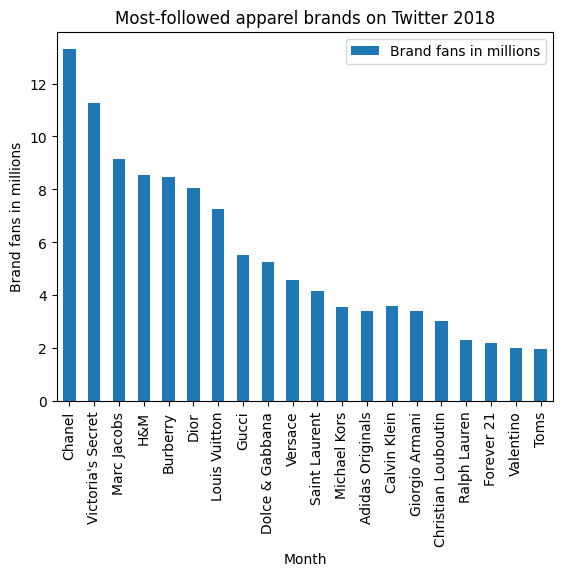 Most-followed apparel brands on Twitter 2018
Brand fans in millions
Brand fans in millions
12
10
8
6
4
2
0
Chanel
Victoria's Secret
Marc Jacobs
H&M
Burberry
Dior
Louis Vuitton
Gucci
Dolce & Gabbana
Versace
Saint Laurent
Michael Kors
Adidas Originals
Calvin Klein
Giorgio Armani
Christian Louboutin
Ralph Lauren
Forever 21
Valentino
Toms
Month